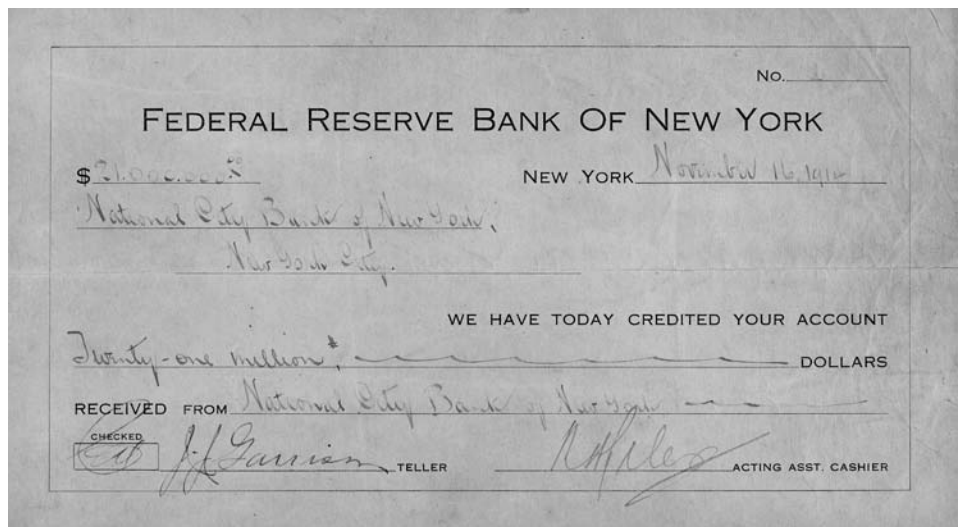 No.
FEDERAL RESERVE BANK OF NEW YORK
$ 21.000.000.00 NEW YORK November 16, 1914
National City Bank of New York,
New York City.
WE HAVE TODAY CREDITED YOUR ACCOUNT
Twenty-one million DOLLARS
RECEIVED FROM National City Bank of New York
CHECKED
J.J. Garrison TELLER ACTING ASST. CASHIER